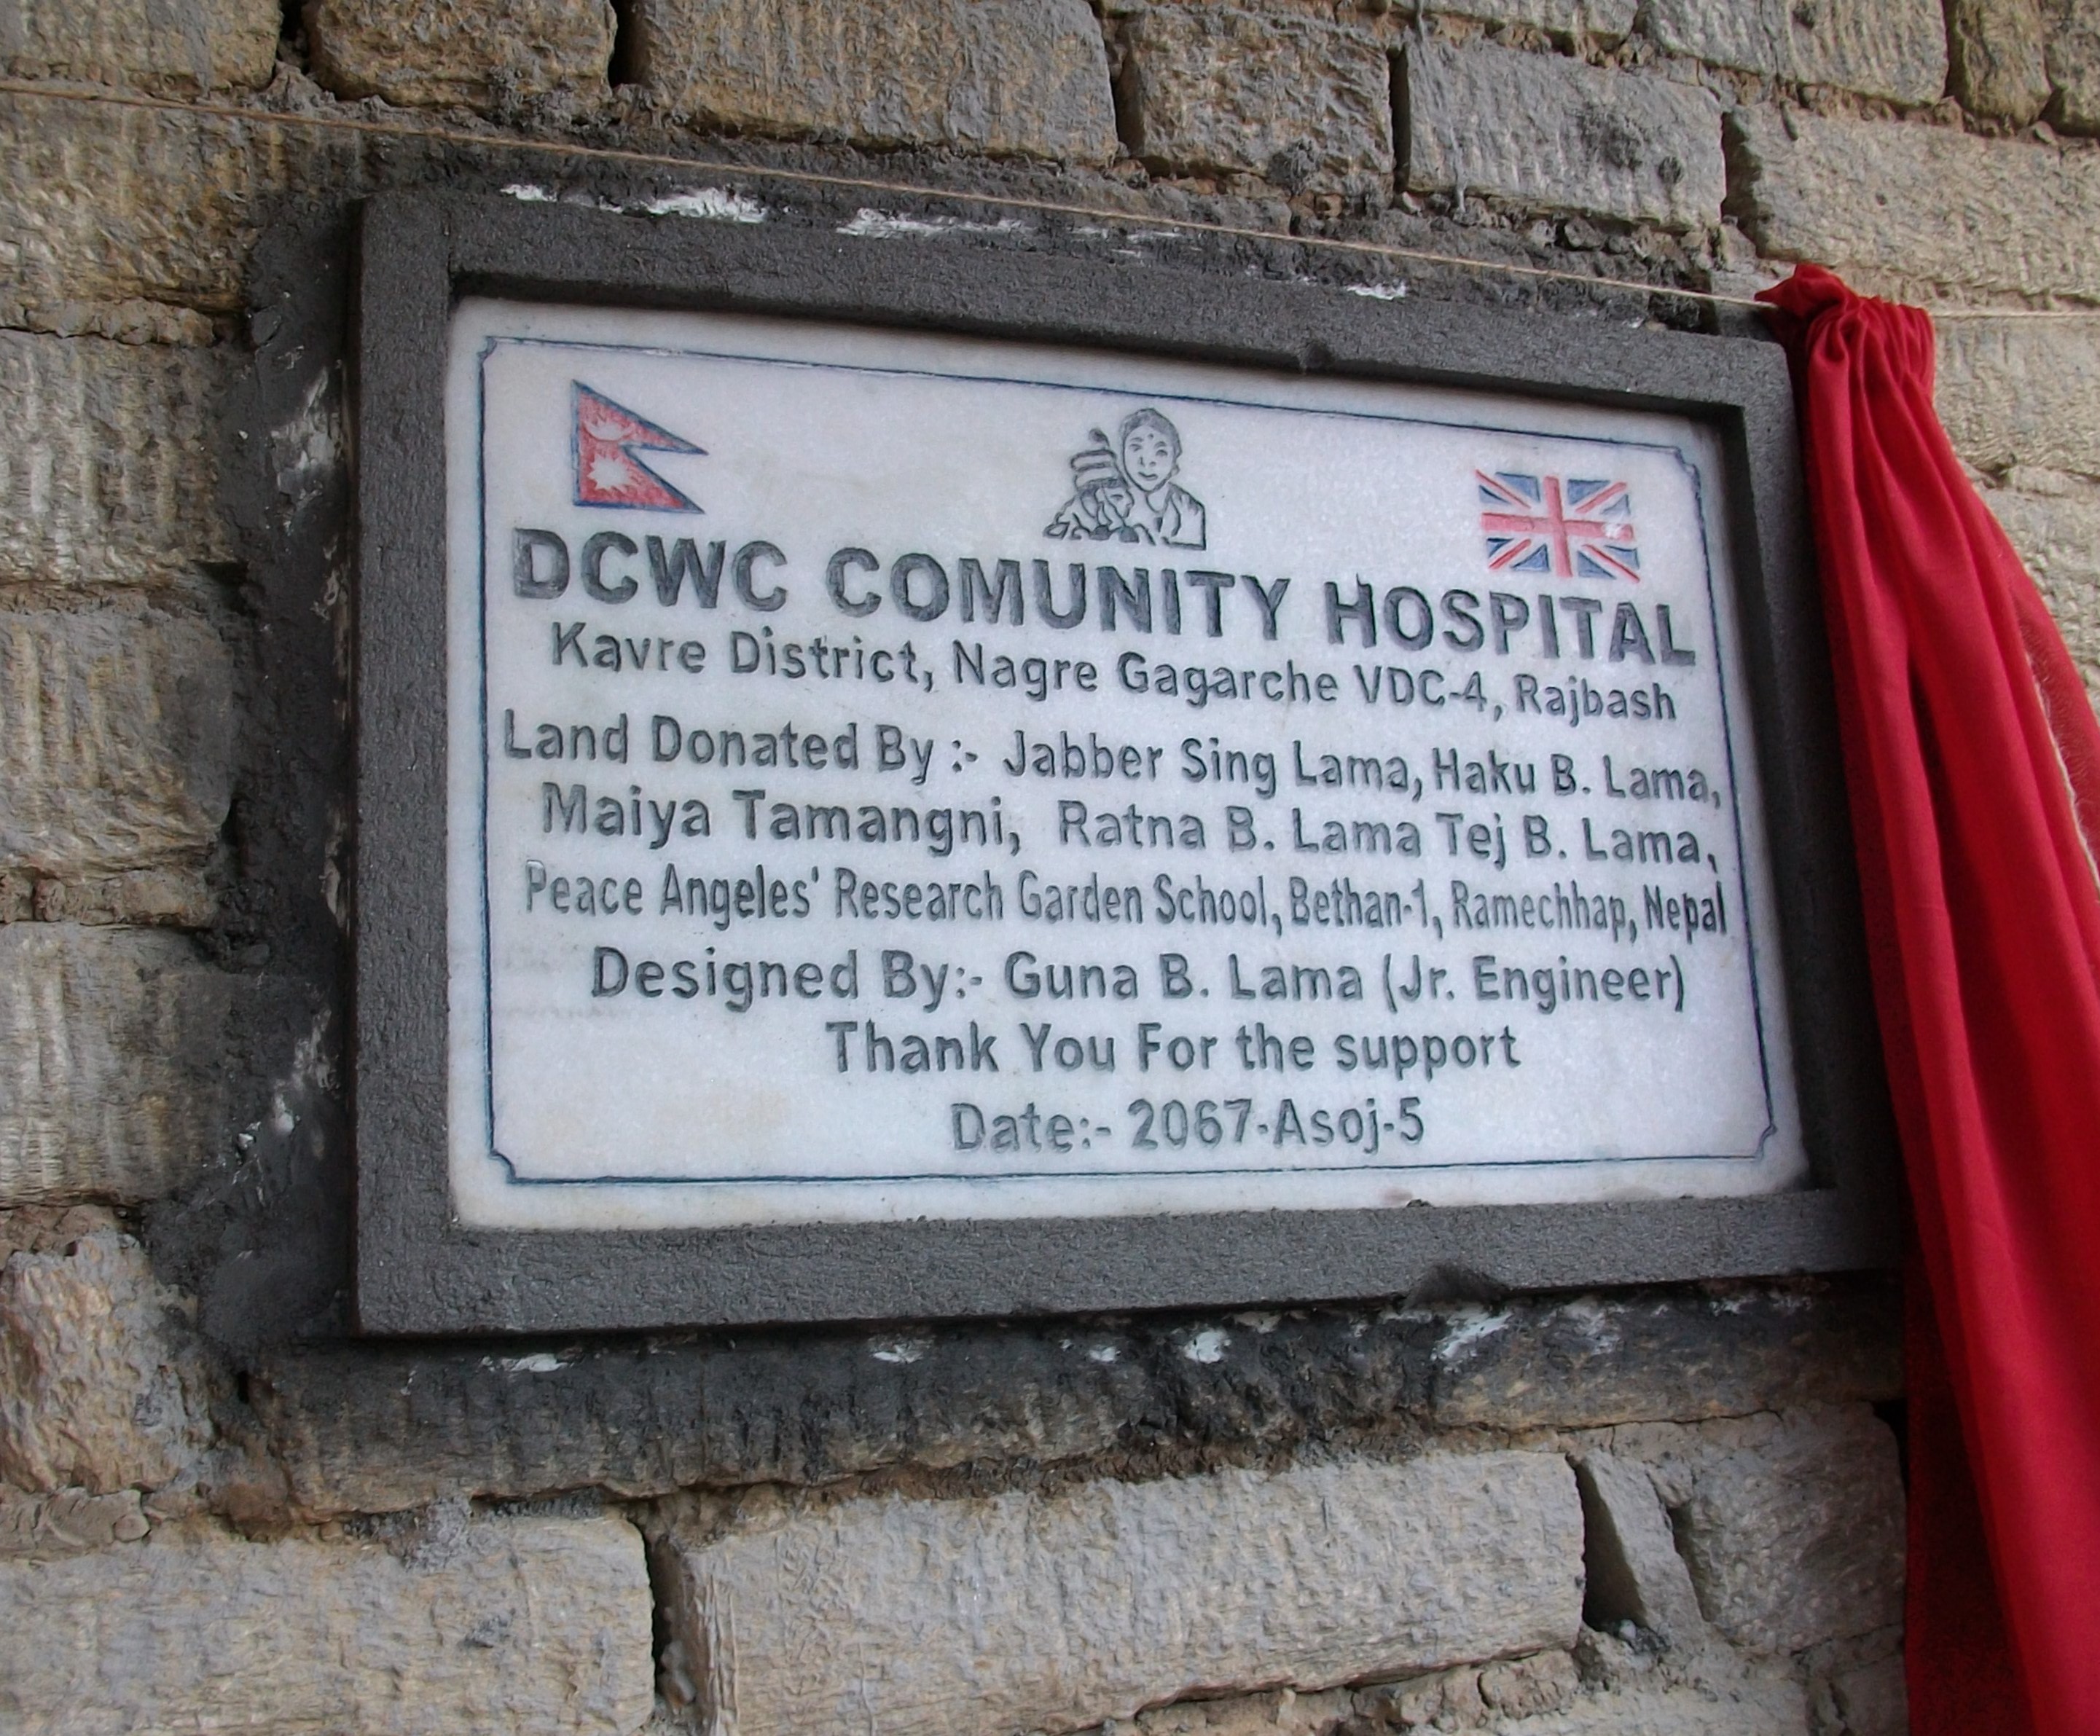 DCWC COMUNITY HOSPITAL
Kavre District, Nagre Gagarche VDC-4, Rajbash
Land Donated By :- Jabber Sing Lama, Haku B. Lama,
Maiya Tamangni, Ratna B. Lama Tej B. Lama,
Peace Angeles' Research Garden School, Bethan-1, Ramechhap, Nepal
Designed By:- Guna B. Lama (Jr. Engineer)
Thank You For the support
Date:- 2067-Asoj-5